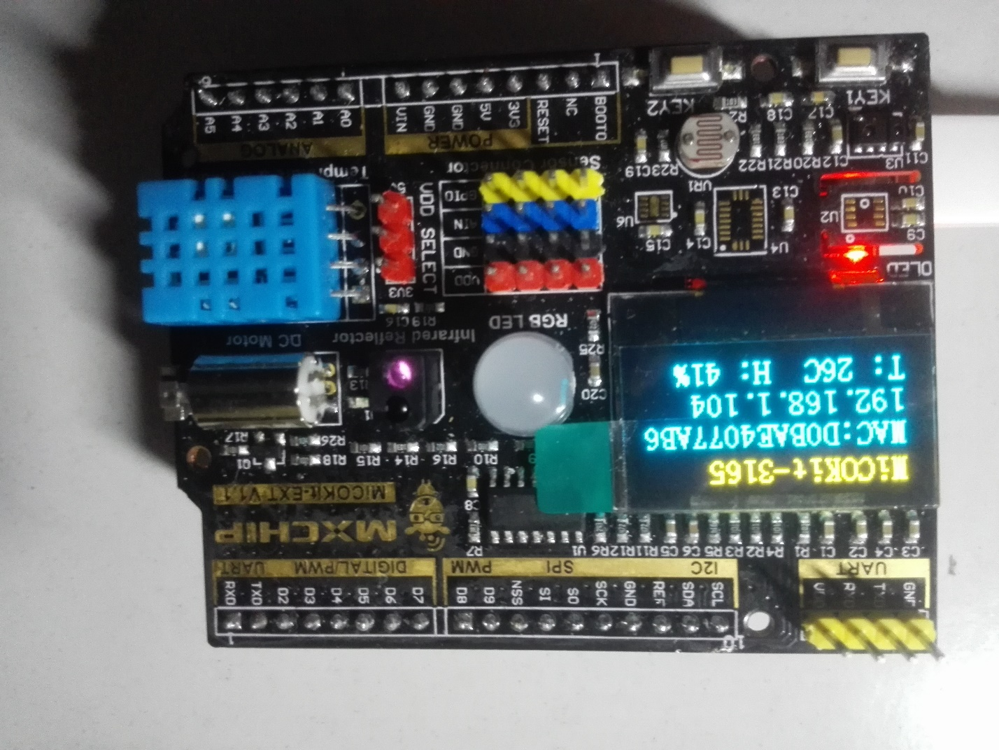 MiCOKit-3165
MAC:D0BAE4077AB6
192.168.1.104
T: 26C H: 41%
OLED
MXCHIP
MiCOKit-EXT V1.1
UART DIGITAL/PWM
RXD TXD D2 D3 D4 D5 D6 D7
PWM SPI I2C
D8 D9 NSS SI SO SCK GND REF SDA SCL
1 10
UART
R7 U1 R6 R12 R11 C5 C6 R5 R3 R2 R4 R1 C1 C2 C4 C3
C8
R17 Q1 R26 R18 R15 R14 R16 R10
DC Motor
Infrared Reflector
RGB LED
R13
R25
C20
R19 C16
VDD SELECT
3V3
Sensor Connector
GPIO
AIN
GND
VDD
ANALOG
A5 A4 A3 A2 A1 A0
POWER
VIN GND GND 5V 3V3 RESET NC BOOT0
KEY2
KEY1
C18 C17
C19 R23 R22 R21 R20 C12 U3 C11
VR1
U6 C15 C14 U4 C13 U2 C10 C9